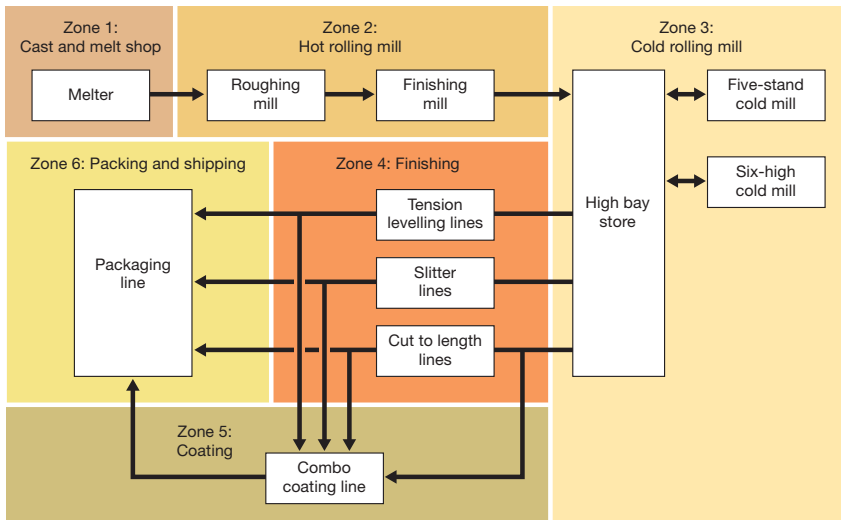 Zone 1:
Cast and melt shop
Melter
Zone 2:
Hot rolling mill
Roughing
mill
Finishing
mill
Zone 3:
Cold rolling mill
Five-stand
cold mill
Six-high
cold mill
High bay
store
Zone 6: Packing and shipping
Packaging
line
Zone 4: Finishing
Tension
levelling lines
Slitter
lines
Cut to length
lines
Zone 5:
Coating
Combo
coating line